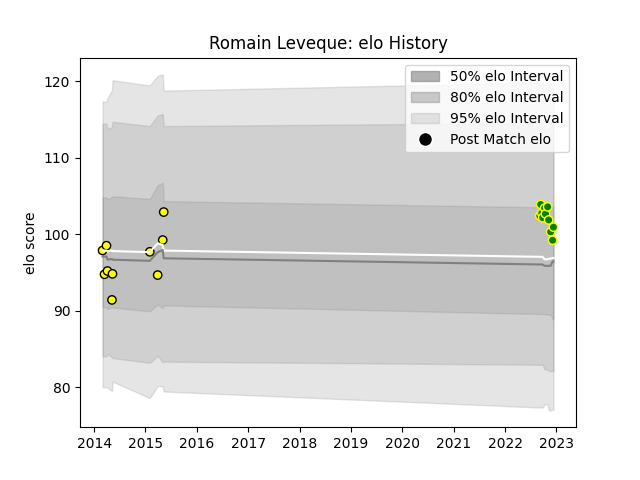 Romain Leveque: elo History
120
110
100
90
80
elo score
50% elo Interval
80% elo Interval
95% elo Interval
Post Match elo
2014 2015 2016 2017 2018 2019 2020 2021 2022 2023